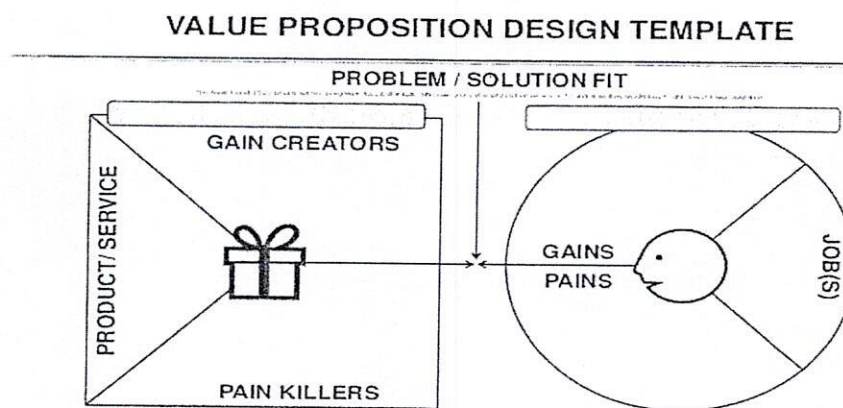 VALUE PROPOSITION DESIGN TEMPLATE
PROBLEM / SOLUTION FIT
GAIN CREATORS
PRODUCT/SERVICE
PAIN KILLERS
GAINS
PAINS
JOB(S)